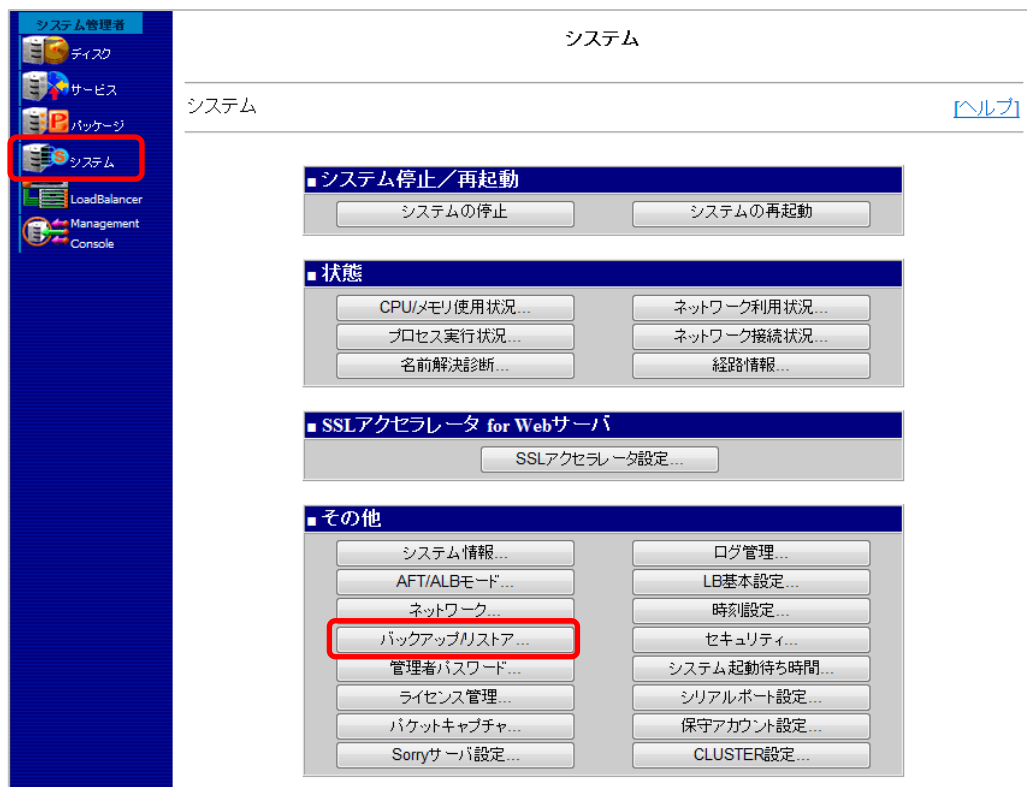 システム管理者
ディスク
サービス
パッケージ
システム
LoadBalancer
Management
Console
システム
システム
[ヘルプ]
■システム停止／再起動
システムの停止
システムの再起動
■状態
CPU/メモリ使用状況...
ネットワーク利用状況...
プロセス実行状況...
ネットワーク接続状況...
名前解決診断...
経路情報...
■SSLアクセラレータ for Webサーバ
SSLアクセラレータ設定...
■その他
システム情報...
ログ管理...
AFT/ALBモード...
LB基本設定...
ネットワーク...
時刻設定...
バックアップ/リストア...
セキュリティ...
管理者パスワード...
システム起動待ち時間...
ライセンス管理...
シリアルポート設定...
パケットキャプチャ...
保守アカウント設定...
Sorryサーバ設定...
CLUSTER設定...